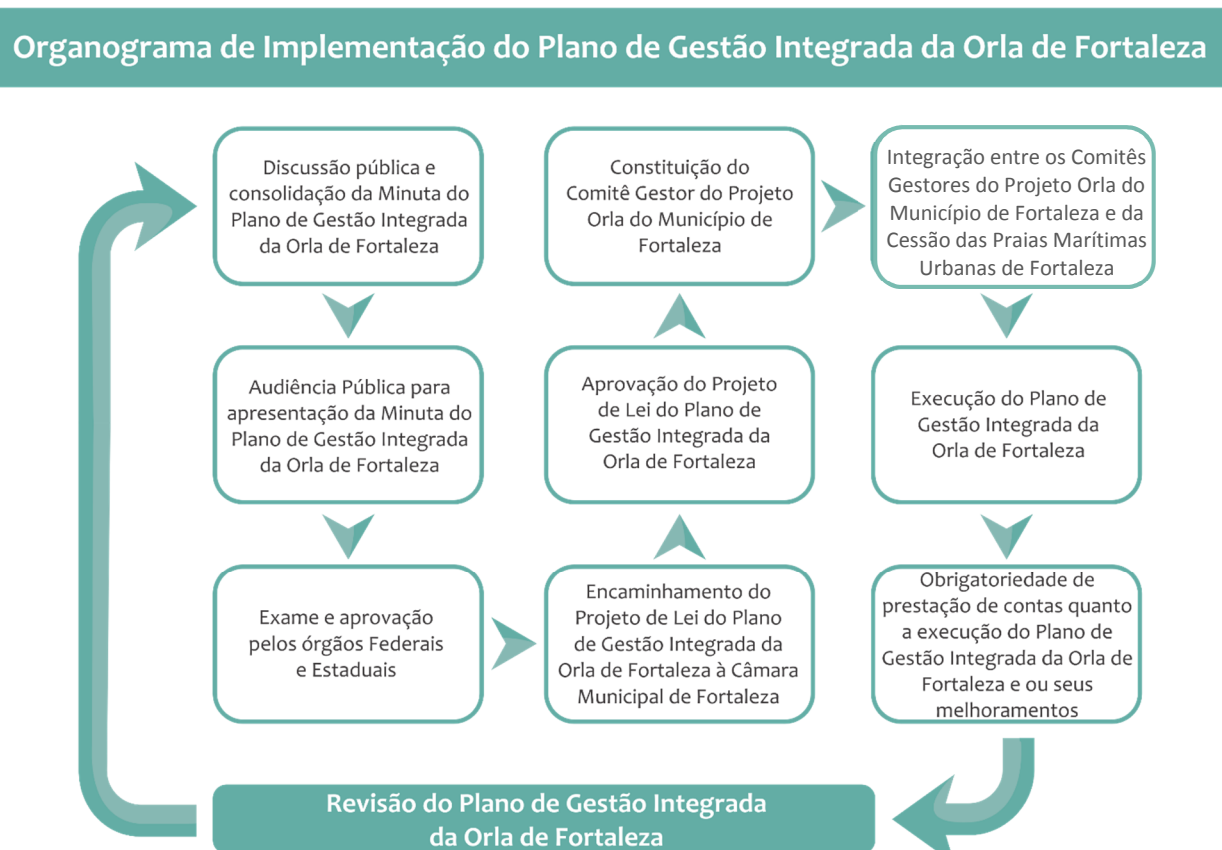 Organograma de Implementação do Plano de Gestão Integrada da Orla de Fortaleza
Discussão pública e
consolidação da Minuta do
Plano de Gestão Integrada
da Orla de Fortaleza
Audiência Pública para
apresentação da Minuta do
Plano de Gestão Integrada
da Orla de Fortaleza
Exame e aprovação
pelos órgãos Federais
e Estaduais
Encaminhamento do
Projeto de Lei do Plano
de Gestão Integrada da
Orla de Fortaleza à Câmara
Municipal de Fortaleza
Aprovação do Projeto
de Lei do Plano de
Gestão Integrada da
Orla de Fortaleza
Constituição do
Comitê Gestor do Projeto
Orla do Município de
Fortaleza
Integração entre os Comitês
Gestores do Projeto Orla do
Município de Fortaleza e da
Cessão das Praias Marítimas
Urbanas de Fortaleza
Execução do Plano de
Gestão Integrada da
Orla de Fortaleza
Obrigatoriedade de
prestação de contas quanto
a execução do Plano de
Gestão Integrada da Orla de
Fortaleza e ou seus
melhoramentos
Revisão do Plano de Gestão Integrada
da Orla de Fortaleza